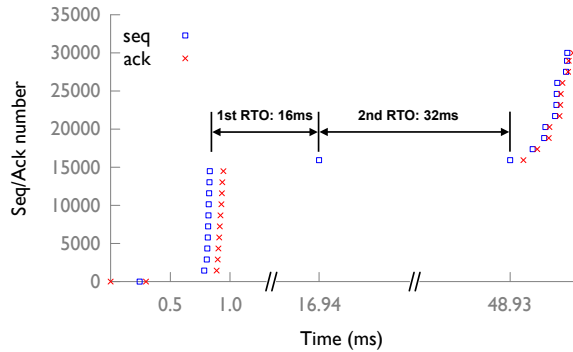 35000
30000
25000
20000
15000
10000
5000
0
Seq/Ack number
seq
ack
1st RTO: 16ms
2nd RTO: 32ms
0.5
1.0
//
16.94
//
48.93
Time (ms)